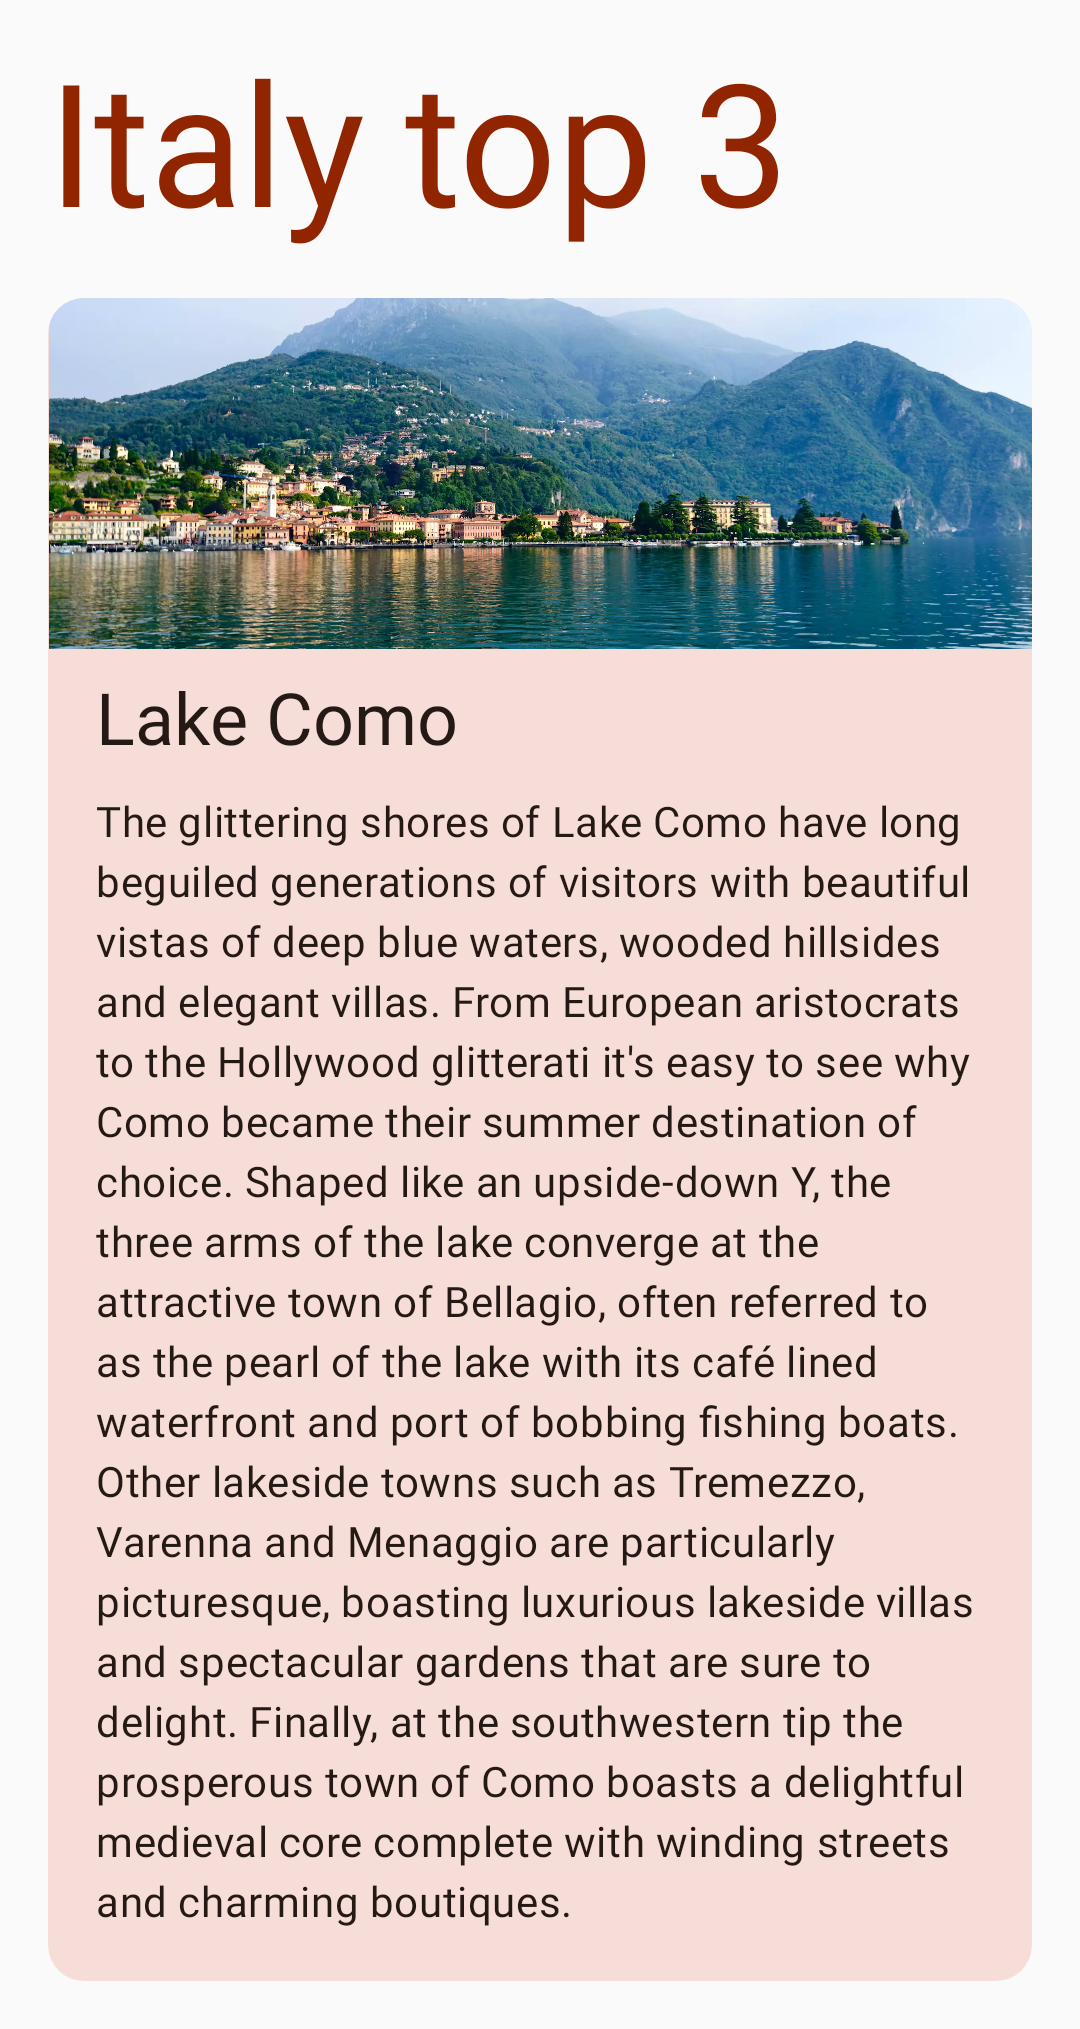 Italy top 3
Lake Como
The glittering shores of Lake Como have long
beguiled generations of visitors with beautiful
vistas of deep blue waters, wooded hillsides
and elegant villas. From European aristocrats
to the Hollywood glitterati it's easy to see why
Como became their summer destination of
choice. Shaped like an upside-down Y, the
three arms of the lake converge at the
attractive town of Bellagio, often referred to
as the pearl of the lake with its café lined
waterfront and port of bobbing fishing boats.
Other lakeside towns such as Tremezzo,
Varenna and Menaggio are particularly
picturesque, boasting luxurious lakeside villas
and spectacular gardens that are sure to
delight. Finally, at the southwestern tip the
prosperous town of Como boasts a delightful
medieval core complete with winding streets
and charming boutiques.